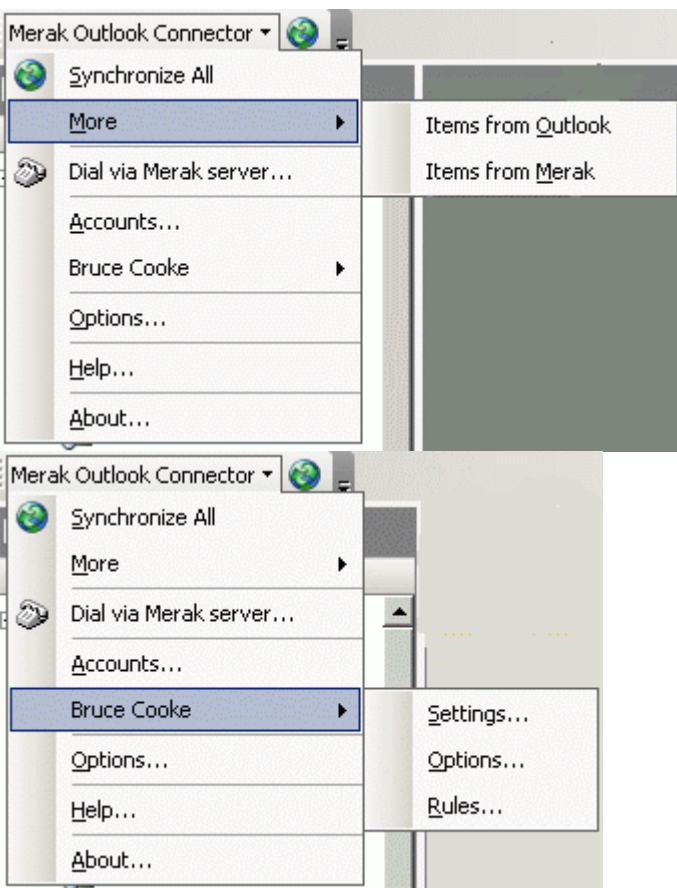 Merak Outlook Connector
Synchronize All
More
Items from Outlook
Items from Merak
Dial via Merak server...
Accounts...
Bruce Cooke
Options...
Help...
About...
Merak Outlook Connector
Synchronize All
More
Dial via Merak server...
Accounts...
Bruce Cooke
Settings...
Options...
Options...
Rules...
Help...
About...